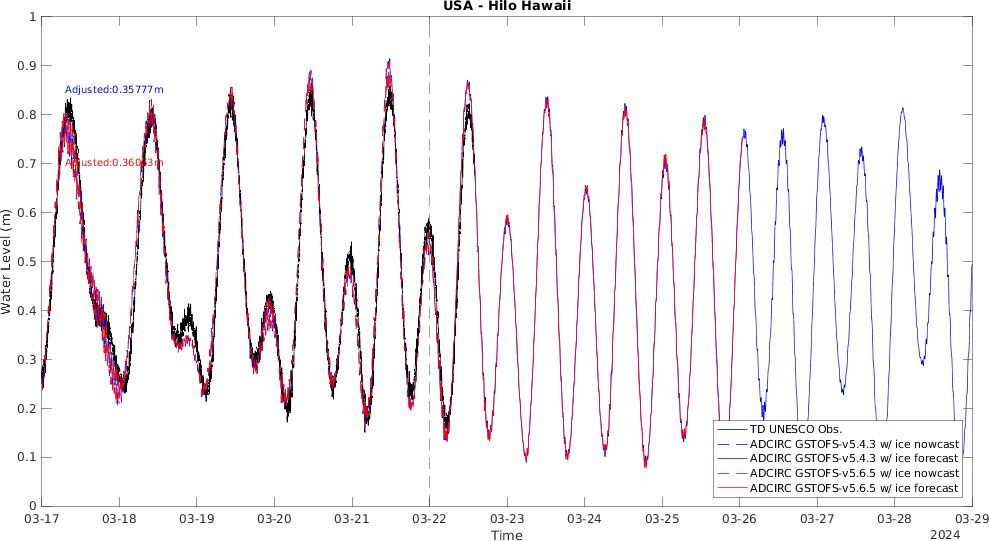 USA - Hilo Hawaii
1
0.9
0.8
0.7
0.6
0.5
0.4
0.3
0.2
0.1
0
Water Level (m)
Adjusted:0.35777m
Adjusted:0.36043m
TD UNESCO Obs.
ADCIRC GSTOFS-v5.4.3 w/ ice nowcast
ADCIRC GSTOFS-v5.4.3 w/ ice forecast
ADCIRC GSTOFS-v5.6.5 w/ ice nowcast
ADCIRC GSTOFS-v5.6.5 w/ ice forecast
03-17 03-18 03-19 03-20 03-21 03-22 03-23 03-24 03-25 03-26 03-27 03-28 03-29
Time
2024